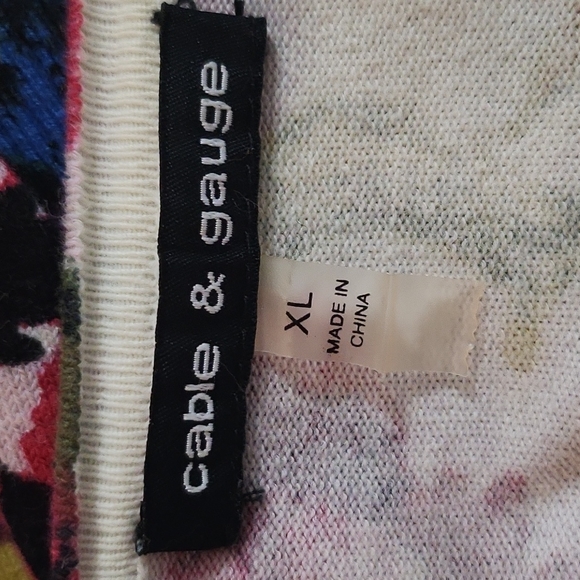 cable & gauge
XL
MADE IN
CHINA